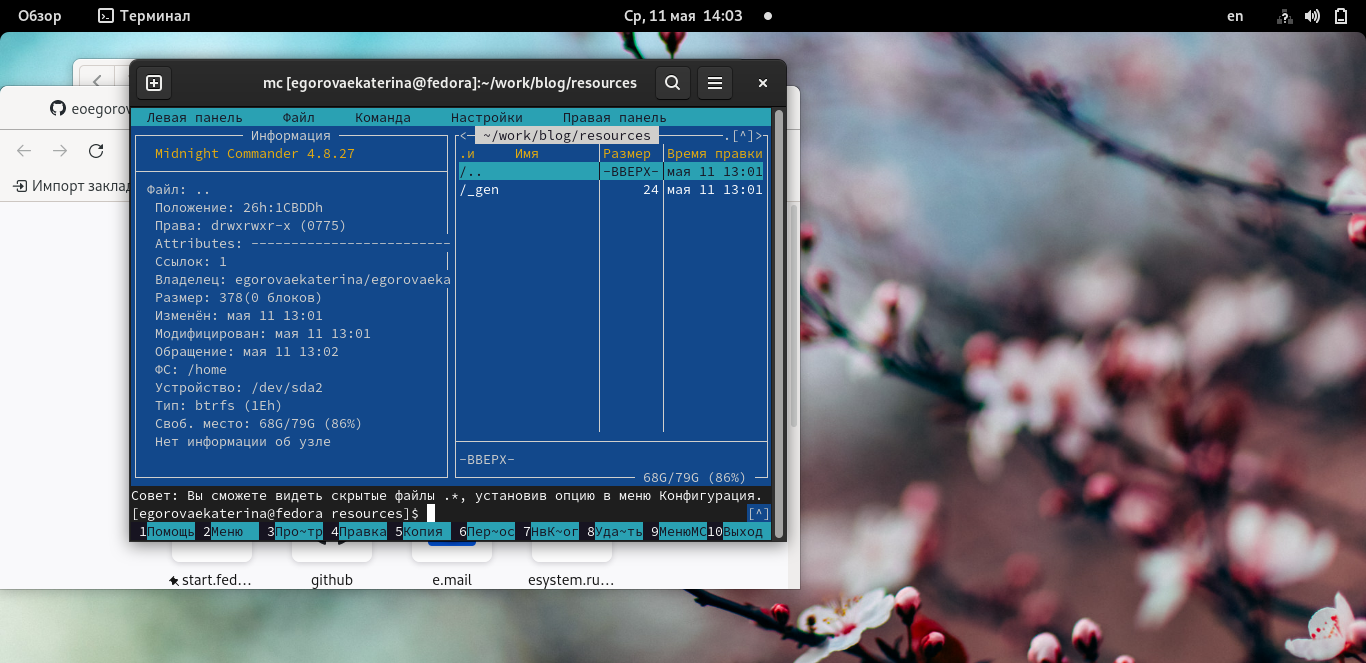 Обзор Терминал Ср, 11 мая 14:03 en
mc [egorovaekaterina@fedora]:~/work/blog/resources
eoegorov
Импорт заклад
Левая панель Файл Команда Настройки Правая панель
Информация
Midnight Commander 4.8.27
Файл: ..
Положение: 26h:1CBDDh
Права: drwxrwxr-x (0775)
Attributes: -------------------------
Ссылок: 1
Владелец: egorovaekaterina/egorovaeka
Размер: 378(0 блоков)
Изменён: мая 11 13:01
Модифицирован: мая 11 13:01
Обращение: мая 11 13:02
ФС: /home
Устройство: /dev/sda2
Тип: btrfs (1Eh)
Своб. место: 68G/79G (86%)
Нет информации об узле
<- ~/work/blog/resources .[^]>
.и Имя Размер Время правки
/.. -ВВЕРХ- мая 11 13:01
/_gen 24 мая 11 13:01
-ВВЕРХ-
68G/79G (86%)
Совет: Вы сможете видеть скрытые файлы .*, установив опцию в меню Конфигурация.
[egorovaekaterina@fedora resources]$ [^]
1Помощь 2Меню 3Про~тр 4Правка 5Копия 6Пер~ос 7НвК~ог 8Уда~ть 9МенюMC 10Выход
start.fed… github e.mail esystem.ru…